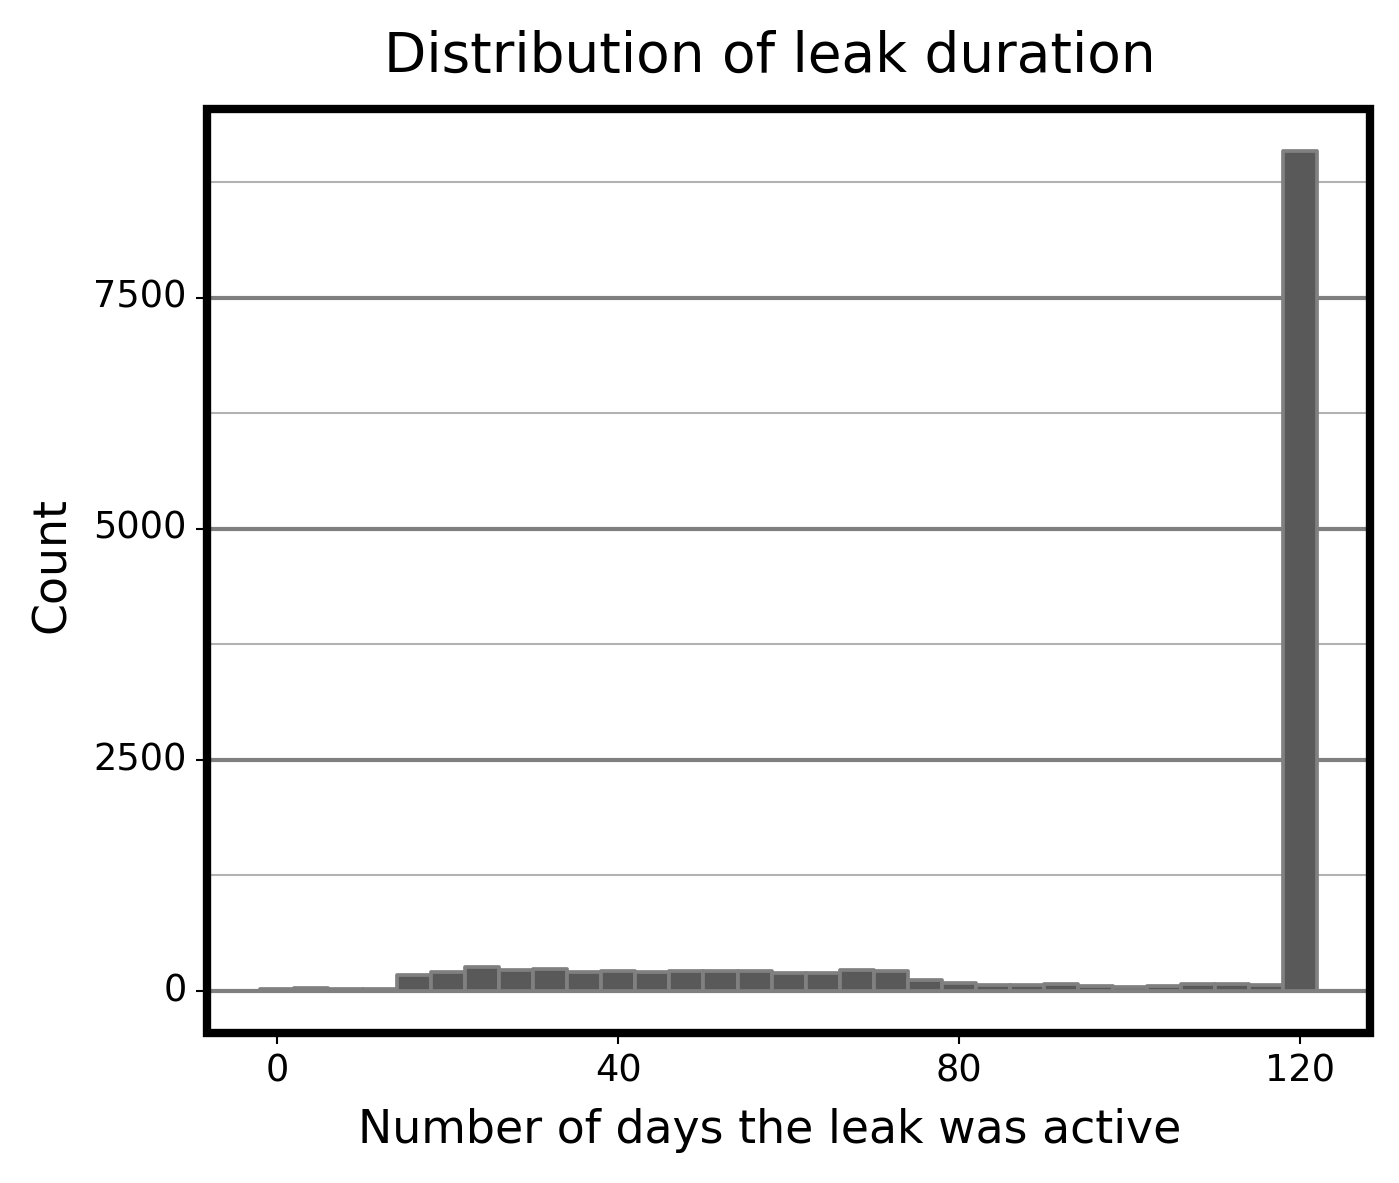 Distribution of leak duration
7500
5000
2500
0
Count
0 40 80 120
Number of days the leak was active